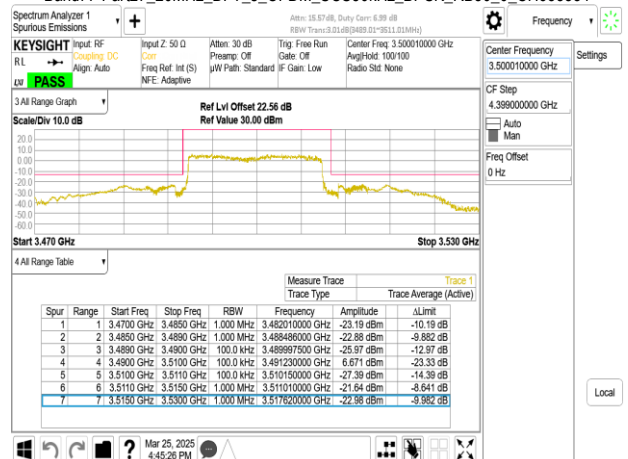 Spectrum Analyzer 1
Spurious Emissions
Attn: 15.57dB, Duty Corr: 6.99 dB
RBW Trans:3.01dB(3489.01~3511.01MHz)
Frequency
KEYSIGHT
RL
PASS
Input: RF
Coupling: DC
Align: Auto
Input Z: 50 Ω
Corr
Freq Ref: Int (S)
NFE: Adaptive
Atten: 30 dB
Preamp: Off
µW Path: Standard
Trig: Free Run
Gate: Off
IF Gain: Low
Center Freq: 3.500010000 GHz
Avg|Hold: 100/100
Radio Std: None
Center Frequency
3.500010000 GHz
Settings
CF Step
4.399000000 GHz
Auto
Man
Freq Offset
0 Hz
3 All Range Graph
Scale/Div 10.0 dB
Ref Lvl Offset 22.56 dB
Ref Value 30.00 dBm
20.0
10.0
0.00
-10.0
-20.0
-30.0
-40.0
-50.0
-60.0
Start 3.470 GHz
Stop 3.530 GHz
4 All Range Table
Measure Trace Trace 1
Trace Type Trace Average (Active)
Spur Range Start Freq Stop Freq RBW Frequency Amplitude ΔLimit
1 1 3.4700 GHz 3.4850 GHz 1.000 MHz 3.482010000 GHz -23.19 dBm -10.19 dB
2 2 3.4850 GHz 3.4890 GHz 1.000 MHz 3.488486000 GHz -22.88 dBm -9.882 dB
3 3 3.4890 GHz 3.4900 GHz 100.0 kHz 3.489997500 GHz -25.97 dBm -12.97 dB
4 4 3.4900 GHz 3.5100 GHz 100.0 kHz 3.491230000 GHz 6.671 dBm -23.33 dB
5 5 3.5100 GHz 3.5110 GHz 100.0 kHz 3.510150000 GHz -27.39 dBm -14.39 dB
6 6 3.5110 GHz 3.5150 GHz 1.000 MHz 3.511010000 GHz -21.64 dBm -8.641 dB
7 7 3.5150 GHz 3.5300 GHz 1.000 MHz 3.517620000 GHz -22.98 dBm -9.982 dB
Local
Mar 25, 2025
4:45:26 PM